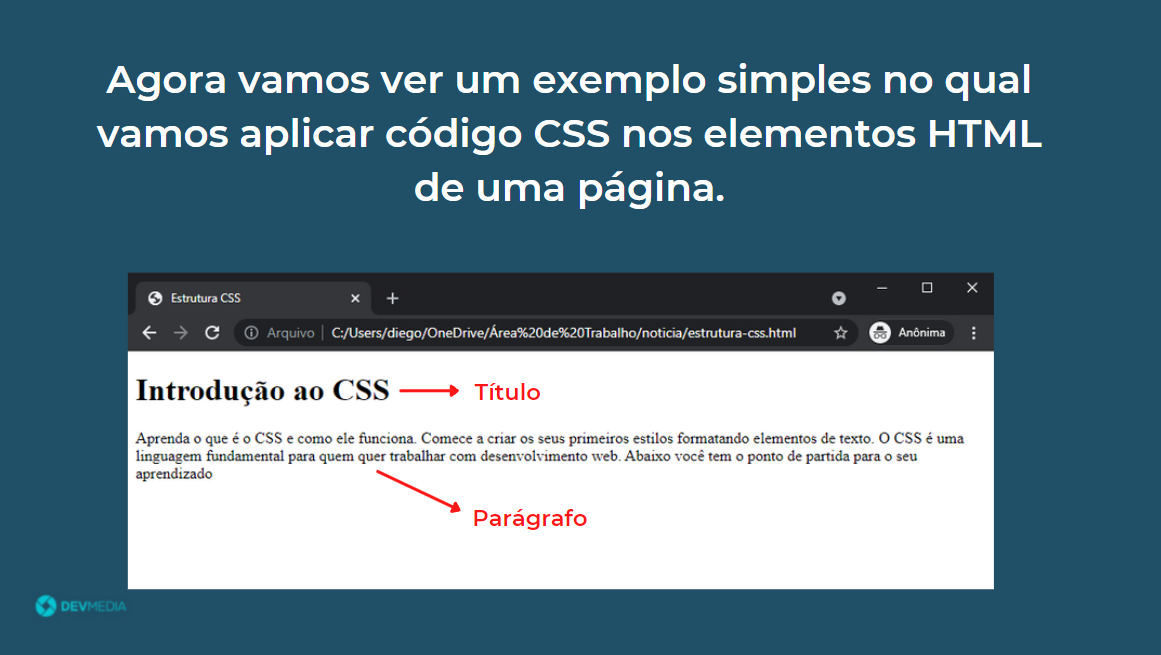 Agora vamos ver um exemplo simples no qual
vamos aplicar código CSS nos elementos HTML
de uma página.
Estrutura CSS
Arquivo | C:/Users/diego/OneDrive/Área%20de%20Trabalho/noticia/estrutura-css.html
Anônima
Introdução ao CSS
Título
Aprenda o que é o CSS e como ele funciona. Comece a criar os seus primeiros estilos formatando elementos de texto. O CSS é uma
linguagem fundamental para quem quer trabalhar com desenvolvimento web. Abaixo você tem o ponto de partida para o seu
aprendizado
Parágrafo
DEVMEDIA